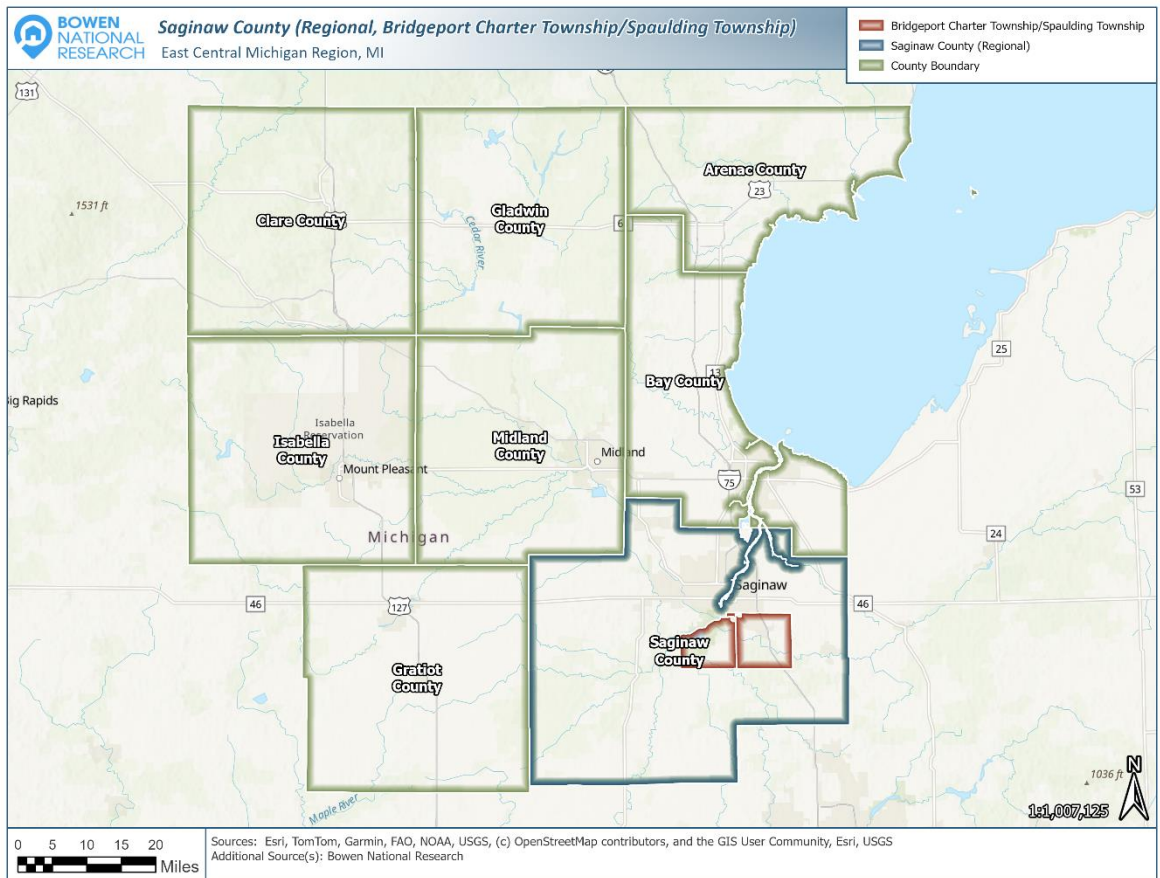 BOWEN
NATIONAL
RESEARCH
Saginaw County (Regional, Bridgeport Charter Township/Spaulding Township)
East Central Michigan Region, MI
Bridgeport Charter Township/Spaulding Township
Saginaw County (Regional)
County Boundary
131
Arenac County
23
1531 ft
Clare County
Gladwin
County
Cedar River
6
25
Bay County
13
ig Rapids
Isabella
Reservation
Isabella
County
Mount Pleasant
Midland
County
Midland
75
53
24
Michigan
Saginaw
46
127
46
Saginaw
County
Gratiot
County
Maple River
1036 ft
N
1:1,007,125
0 5 10 15 20
Miles
Sources: Esri, TomTom, Garmin, FAO, NOAA, USGS, (c) OpenStreetMap contributors, and the GIS User Community, Esri, USGS
Additional Source(s): Bowen National Research